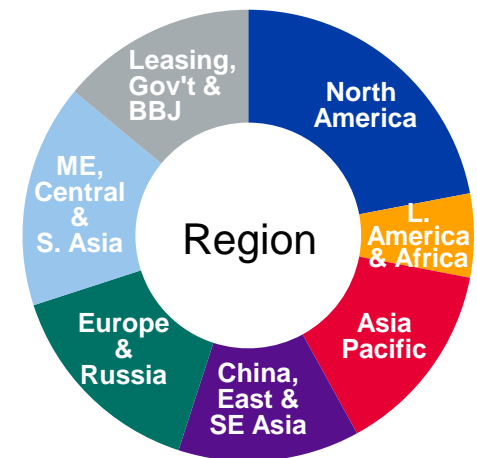 Leasing,
Gov't &
BBJ
North
America
ME,
Central
&
S. Asia
Region
L.
America
& Africa
Europe
&
Russia
Asia
Pacific
China,
East &
SE Asia